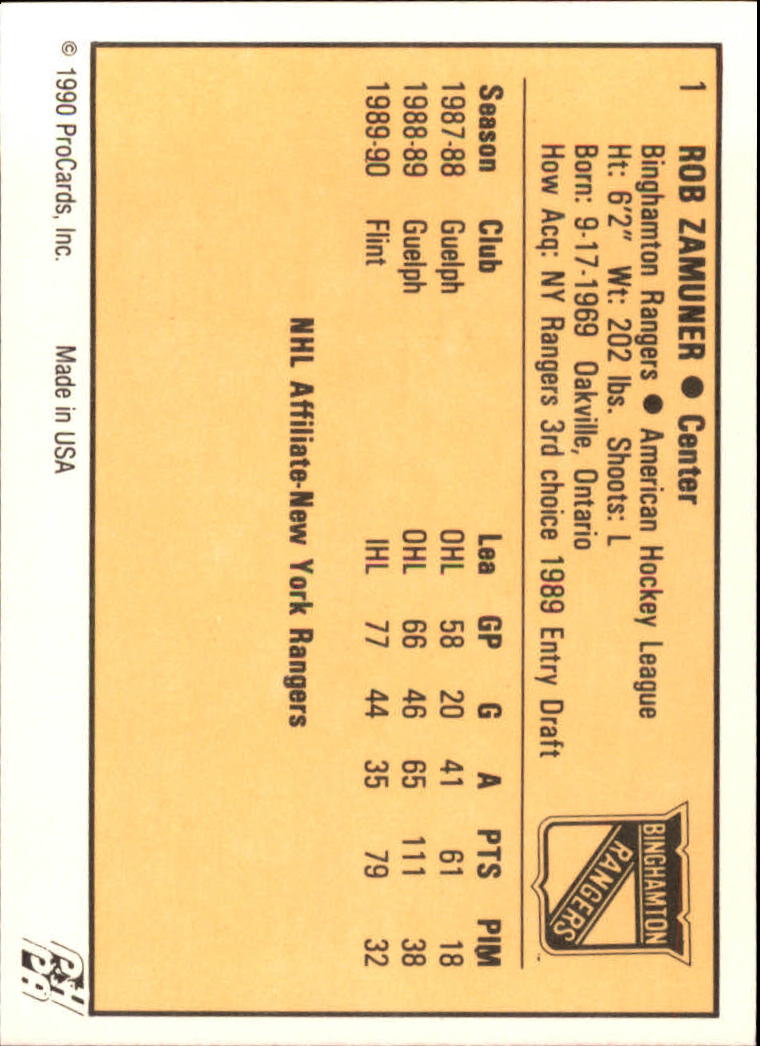 1 ROB ZAMUNER ● Center
Binghamton Rangers ● American Hockey League
Ht: 6'2" Wt: 202 lbs. Shoots: L
Born: 9-17-1969 Oakville, Ontario
How Acq: NY Rangers 3rd choice 1989 Entry Draft
BINGHAMTON
RANGERS
Season Club Lea GP G A PTS PIM
1987-88 Guelph OHL 58 20 41 61 18
1988-89 Guelph OHL 66 46 65 111 38
1989-90 Flint IHL 77 44 35 79 32
NHL Affiliate-New York Rangers
© 1990 ProCards, Inc. Made in USA